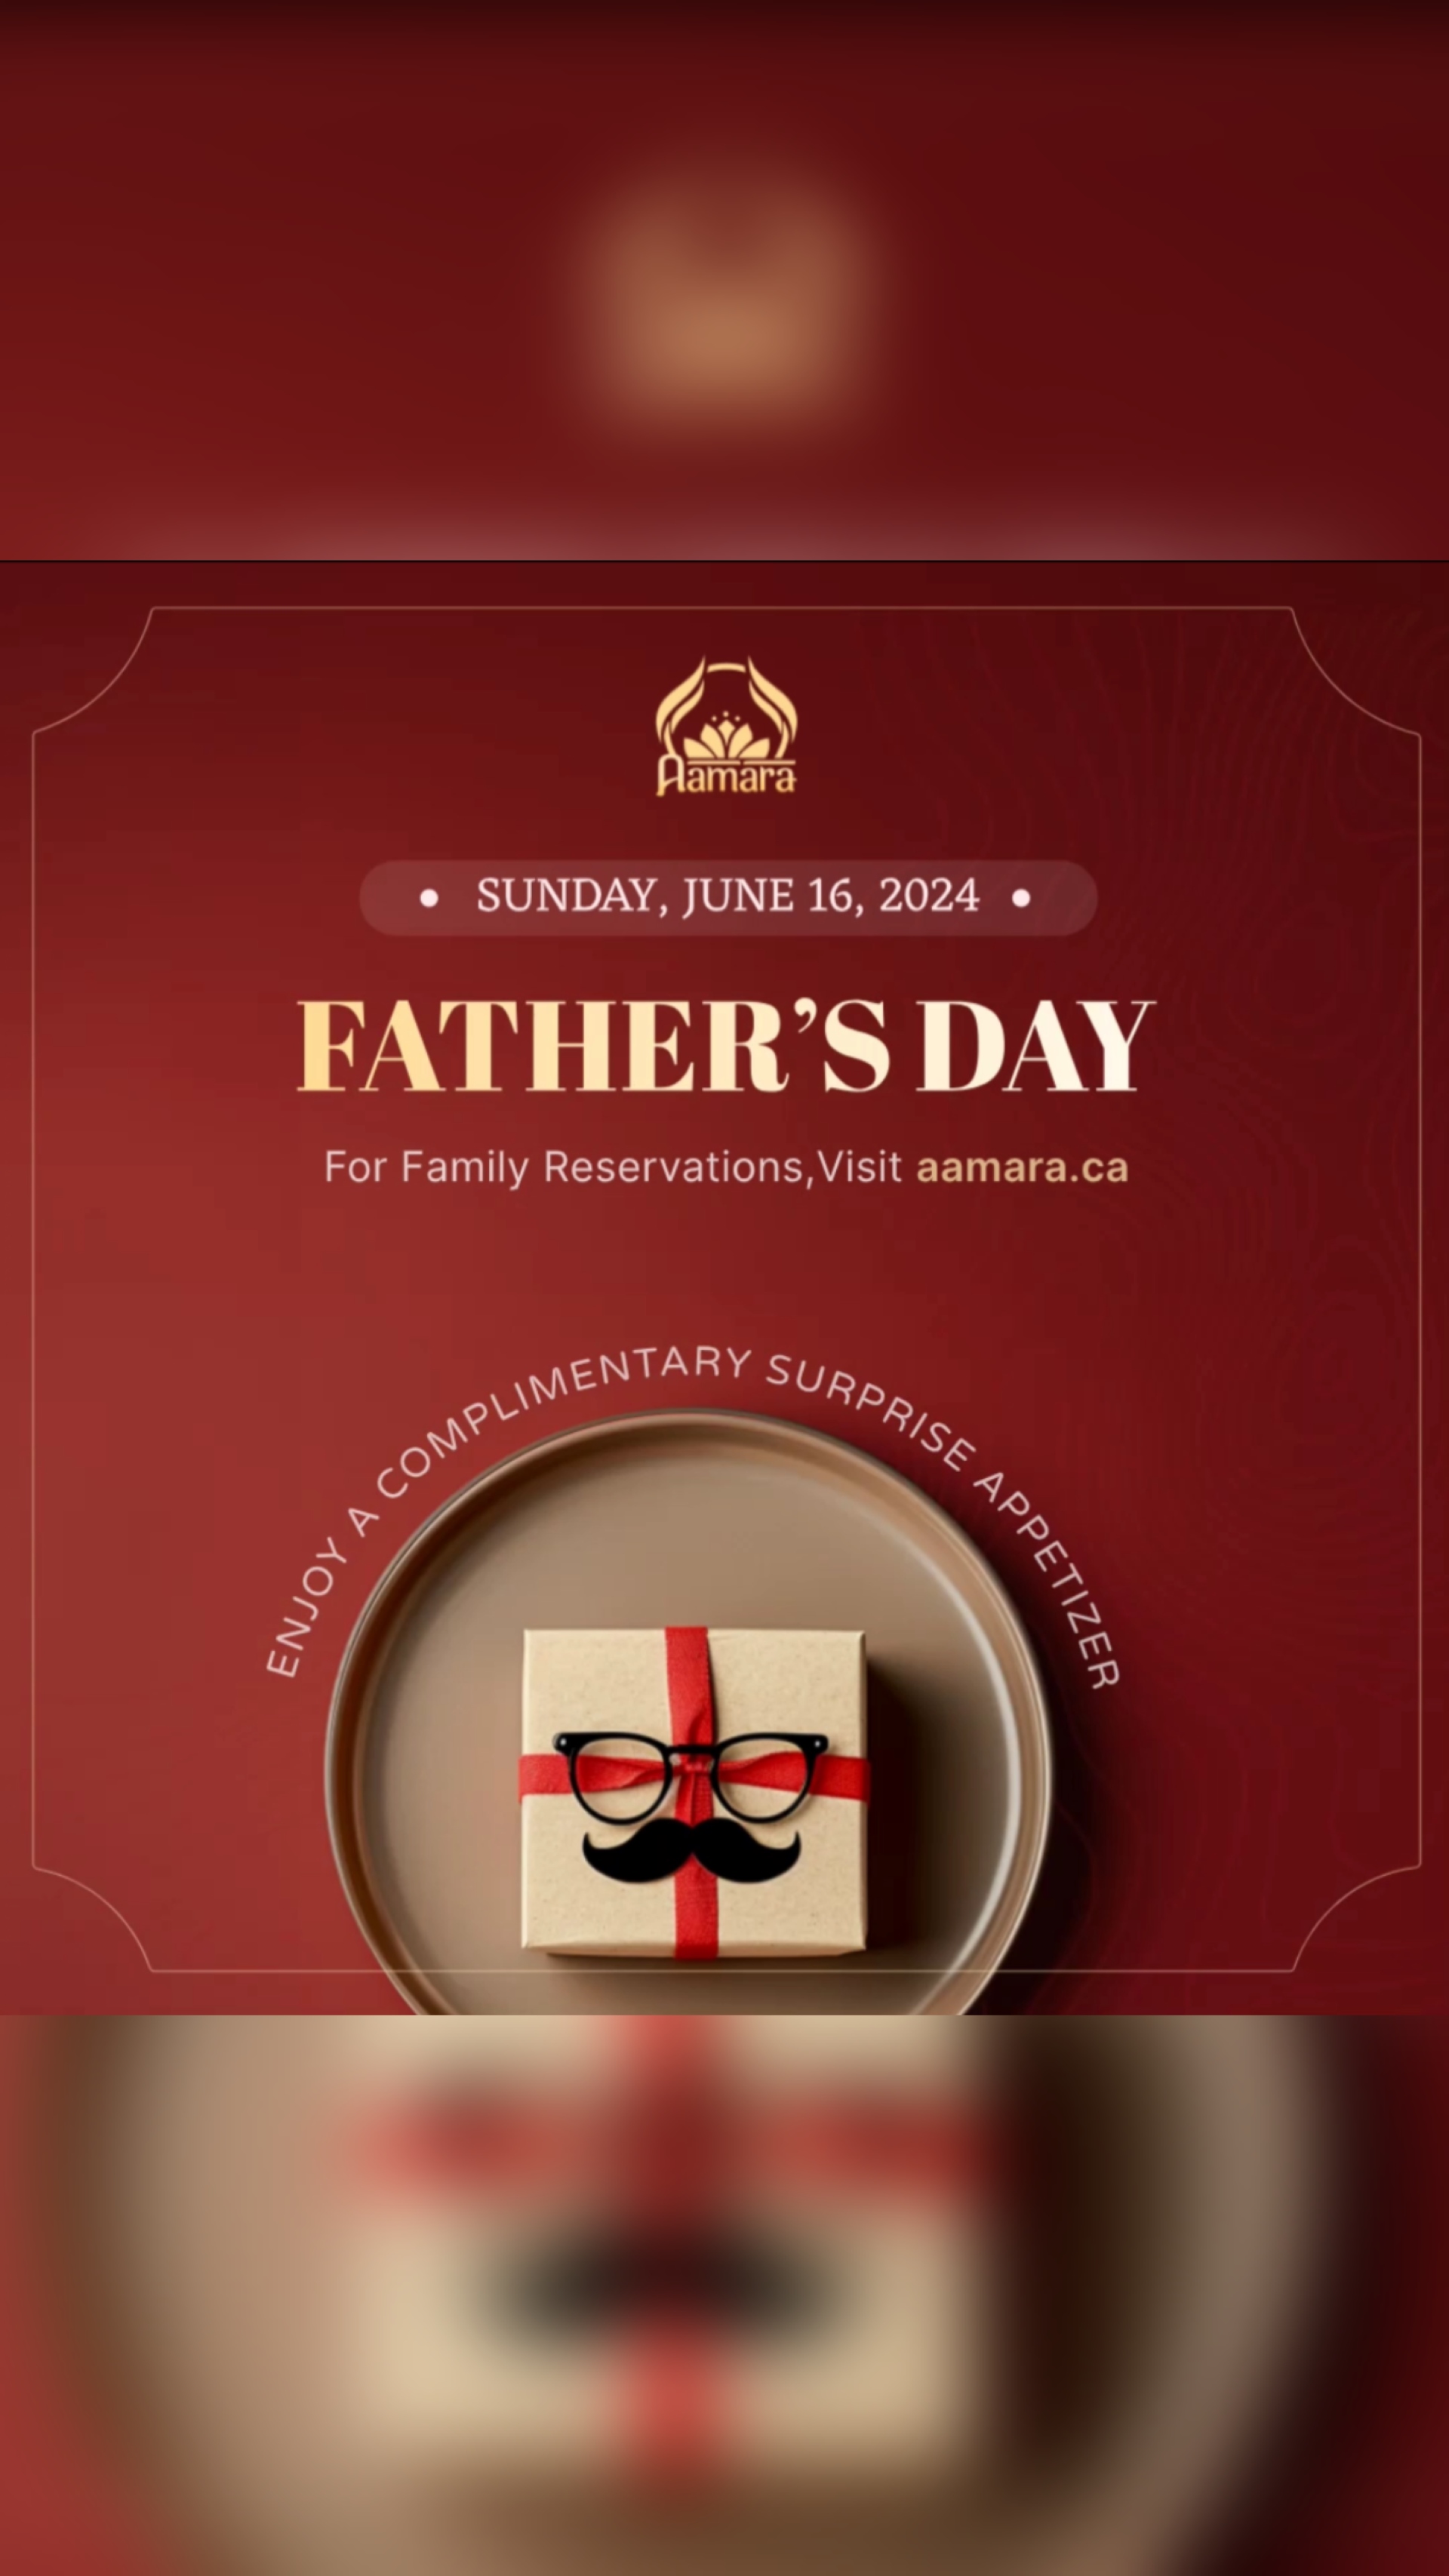 Aamara
• SUNDAY, JUNE 16, 2024 •
FATHER’S DAY
For Family Reservations,Visit aamara.ca
ENJOY A COMPLIMENTARY SURPRISE APPETIZER